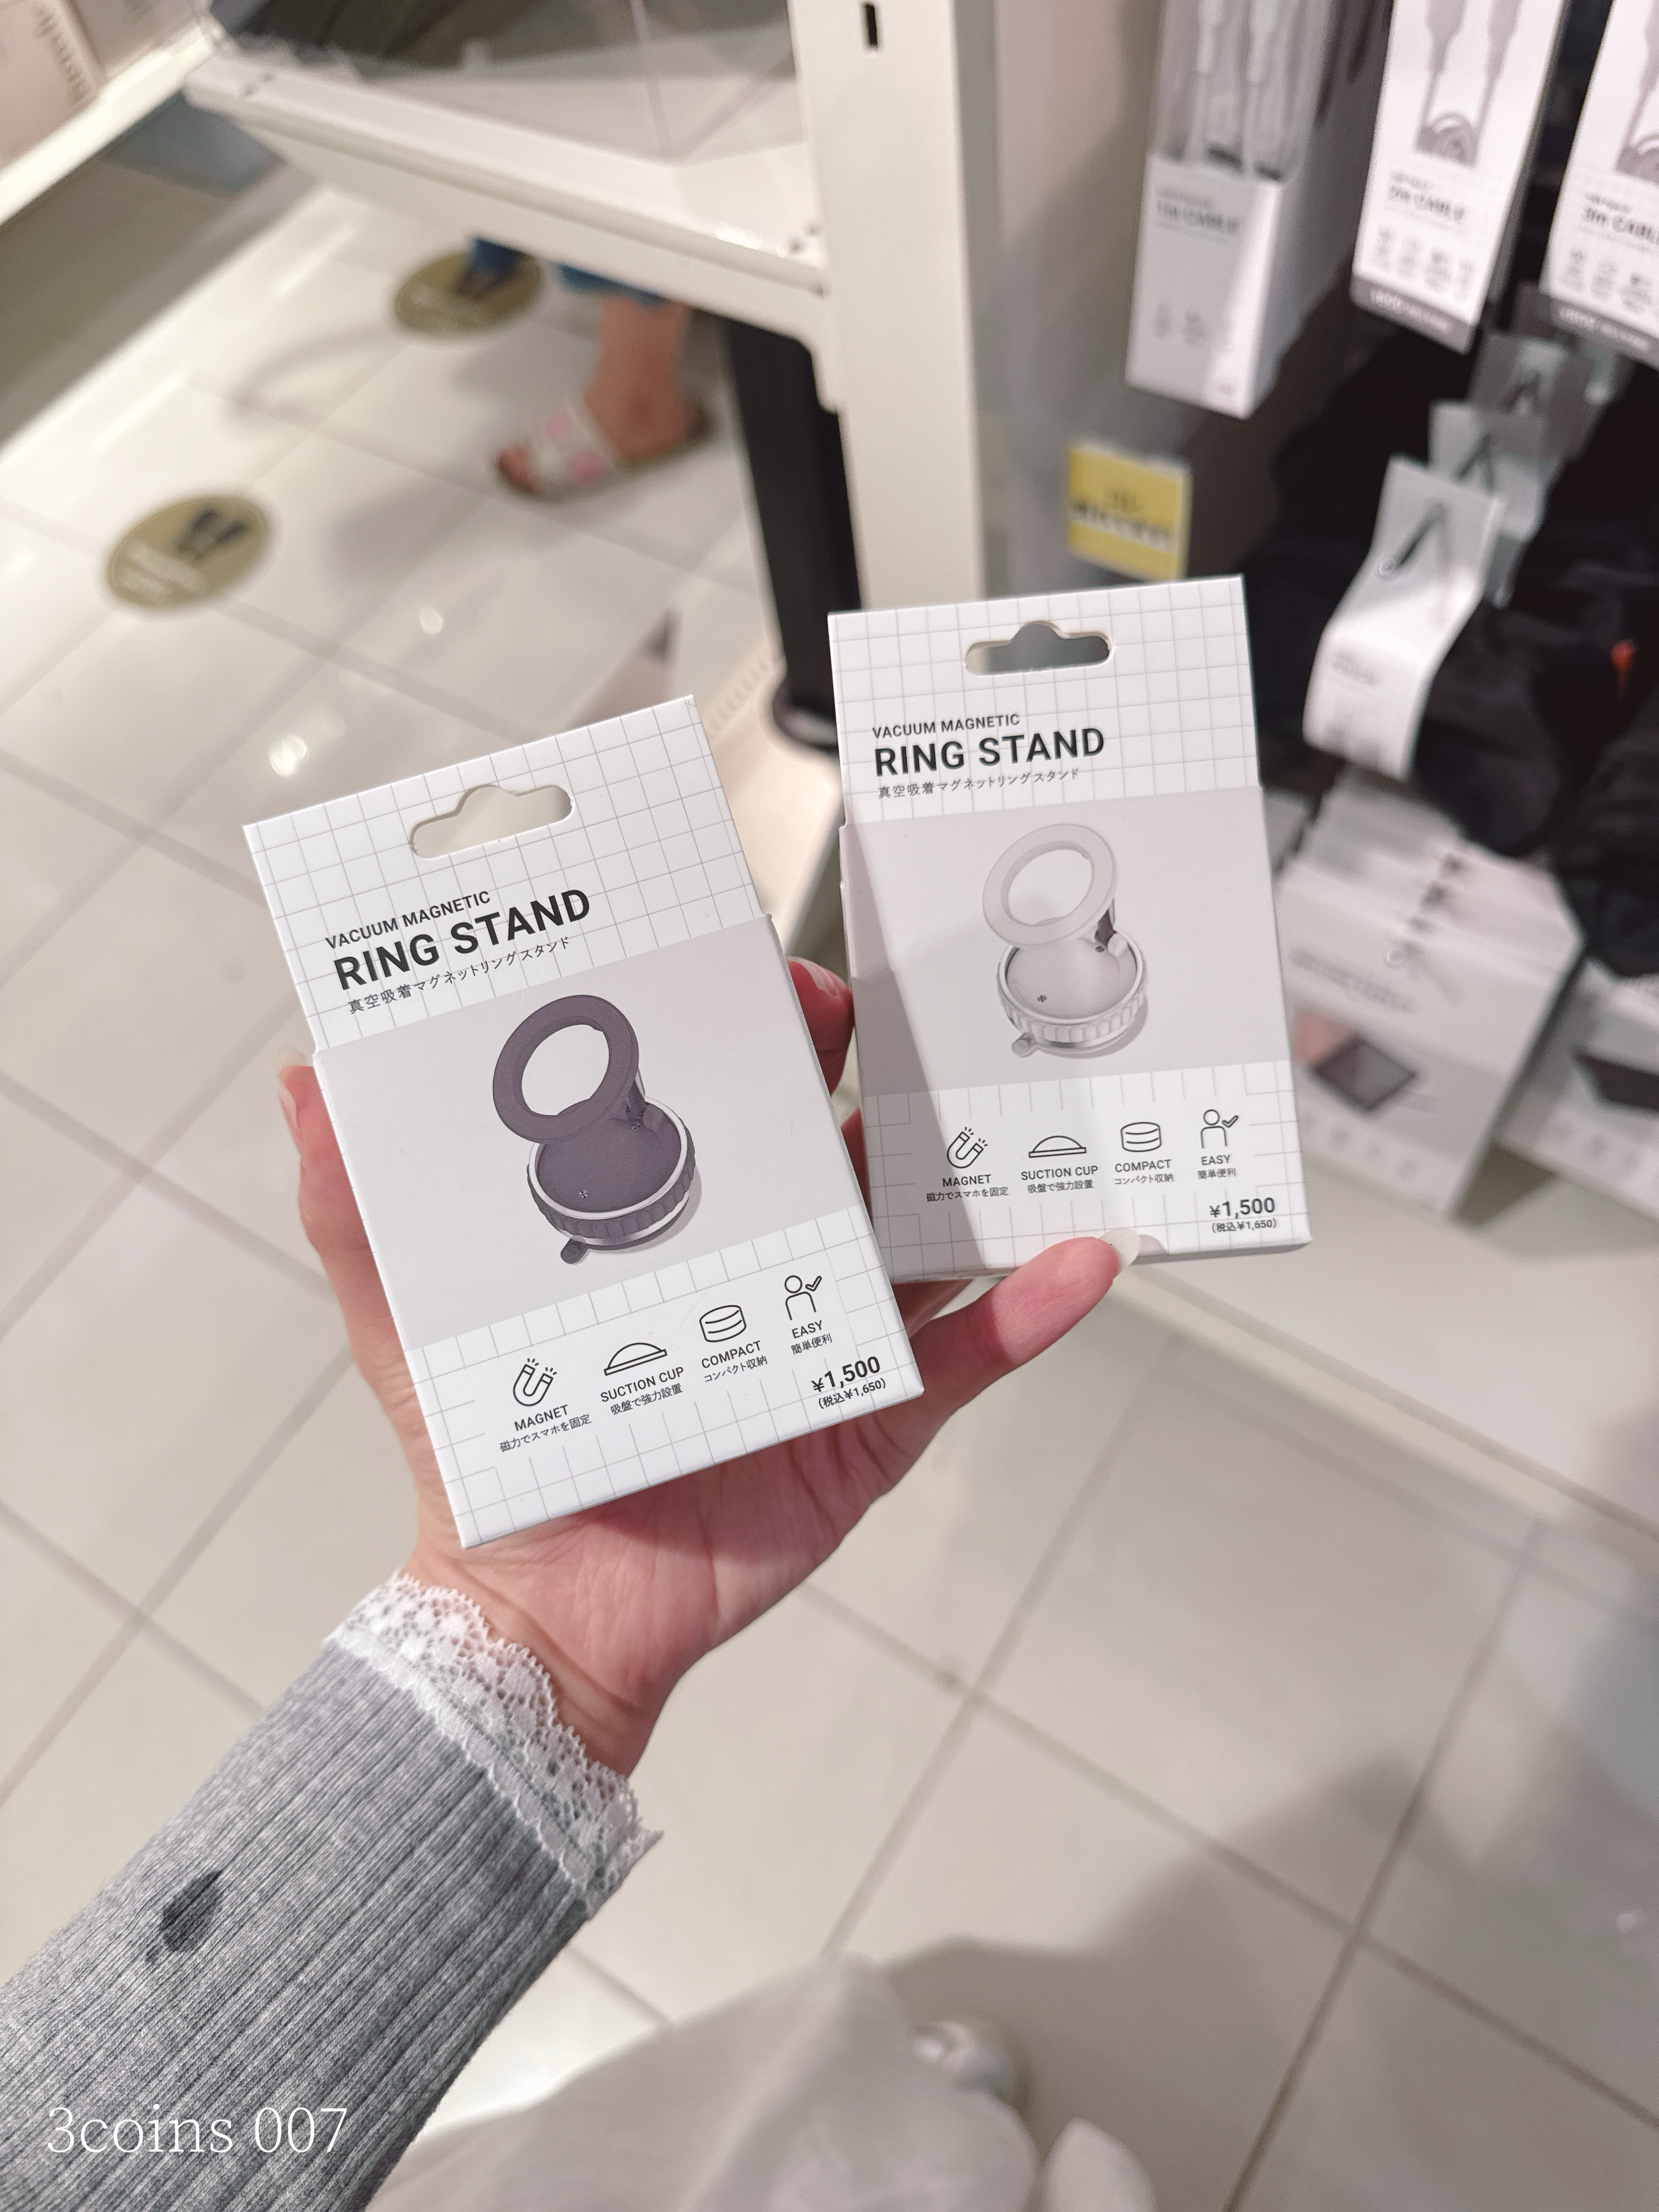 VACUUM MAGNETIC
RING STAND
真空吸着マグネットリングスタンド
MAGNET
磁力でスマホを固定
SUCTION CUP
吸盤で強力設置
COMPACT
コンパクト収納
EASY
簡単便利
¥1,500
(税込¥1,650)
VACUUM MAGNETIC
RING STAND
真空吸着マグネットリングスタンド
MAGNET
磁力でスマホを固定
SUCTION CUP
吸盤で強力設置
COMPACT
コンパクト収納
EASY
簡単便利
¥1,500
(税込¥1,650)
1m CABLE
2m CABLE
3coins 007